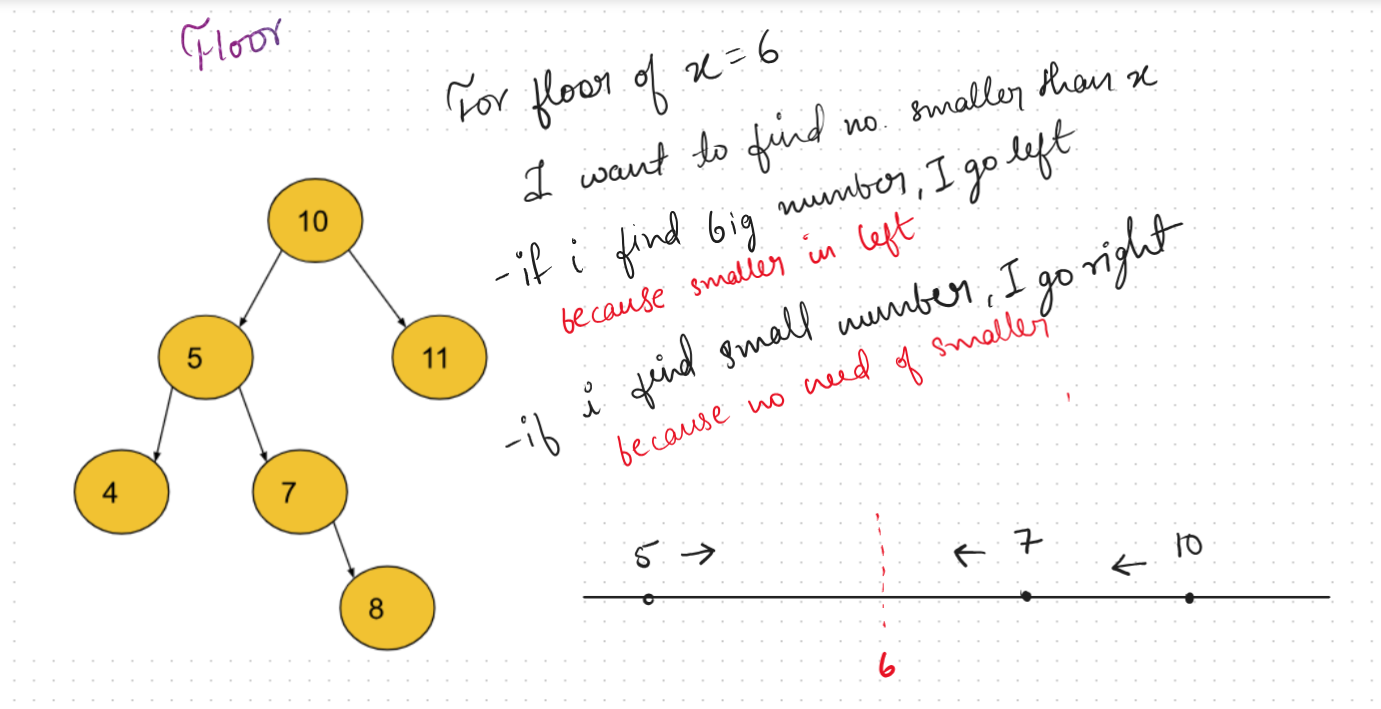 Floor
For floor of x = 6
I want to find no. smaller than x
- if i find big number, I go left
because smaller in left
- if i find small number, I go right
because no need of smaller
10
5
11
4
7
8
5 → ← 7 ← 10
6